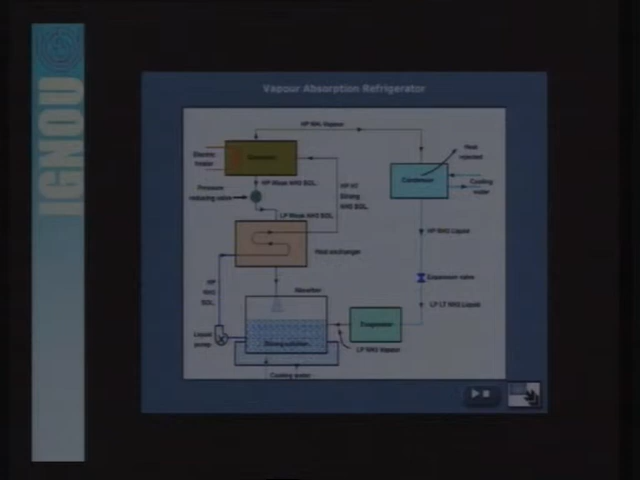 IGNOU
Vapour Absorption Refrigerator
HP NH₃ Vapour
Electric
heater
Generator
Heat
rejected
Condenser
Cooling
water
Pressure
reducing valve
HP Weak NH3 SOL.
HP HT
Strong
NH3 SOL.
LP Weak NH3 SOL
Heat exchanger
HP NH3 Liquid
Expansion valve
HP
NH3
SOL.
LP LT NH3 Liquid
Absorber
Evaporator
Liquid
pump
Strong solution
LP NH3 Vapour
Cooling water